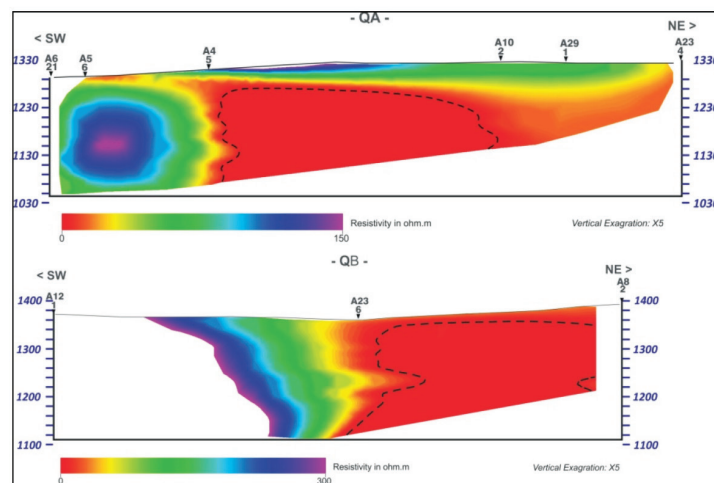 - QA -
< SW
NE >
A6
21
A5
6
A4
5
A10
2
A29
1
A23
4
1330
1330
1230
1230
1130
1130
1030
1030
Resistivity in ohm.m
Vertical Exagration: X5
0
150
- QB -
< SW
NE >
A12
1
A23
6
A8
2
1400
1400
1300
1300
1200
1200
1100
1100
Resistivity in ohm.m
Vertical Exagration: X5
0
300